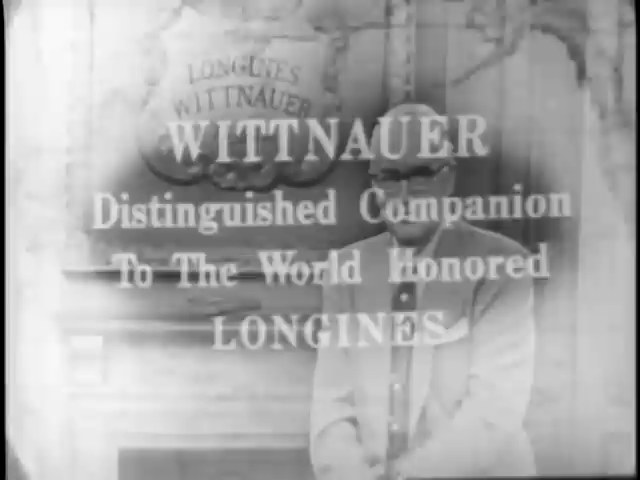 LONGINES
WITTNAUER
WITTNAUER
Distinguished Companion
To The World Honored
LONGINES